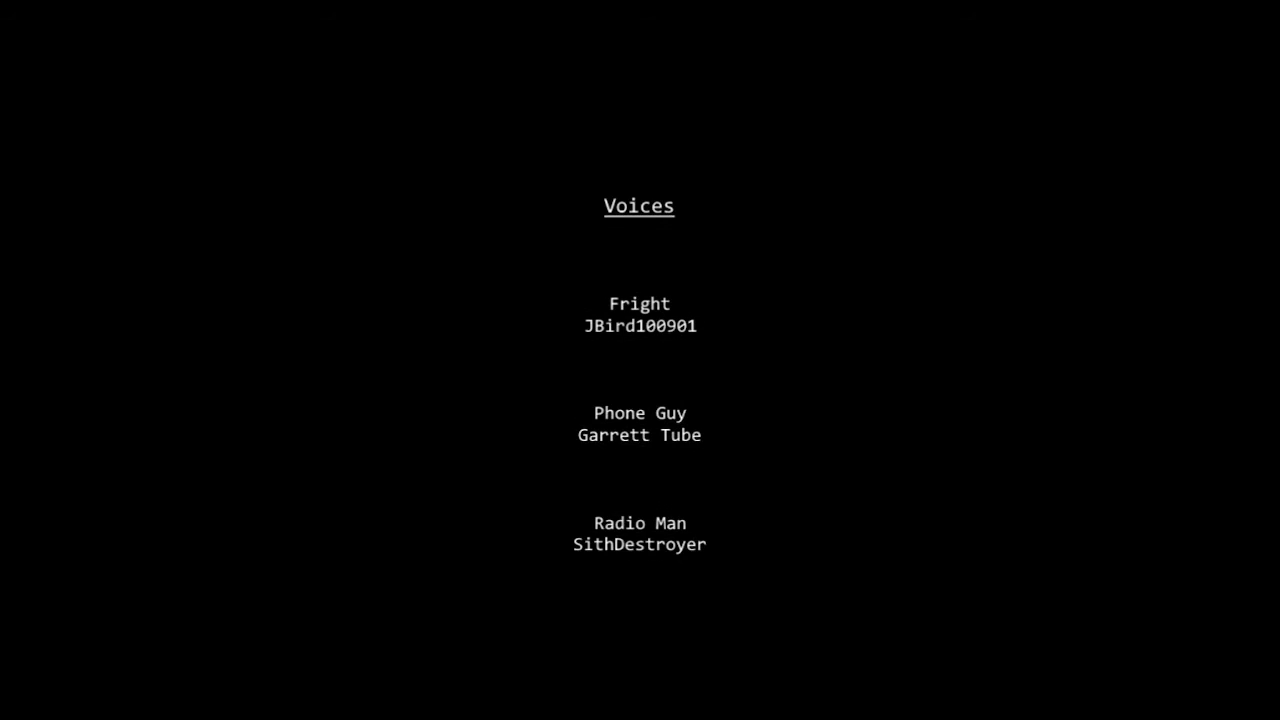 Voices
Fright
JBird100901
Phone Guy
Garrett Tube
Radio Man
SithDestroyer